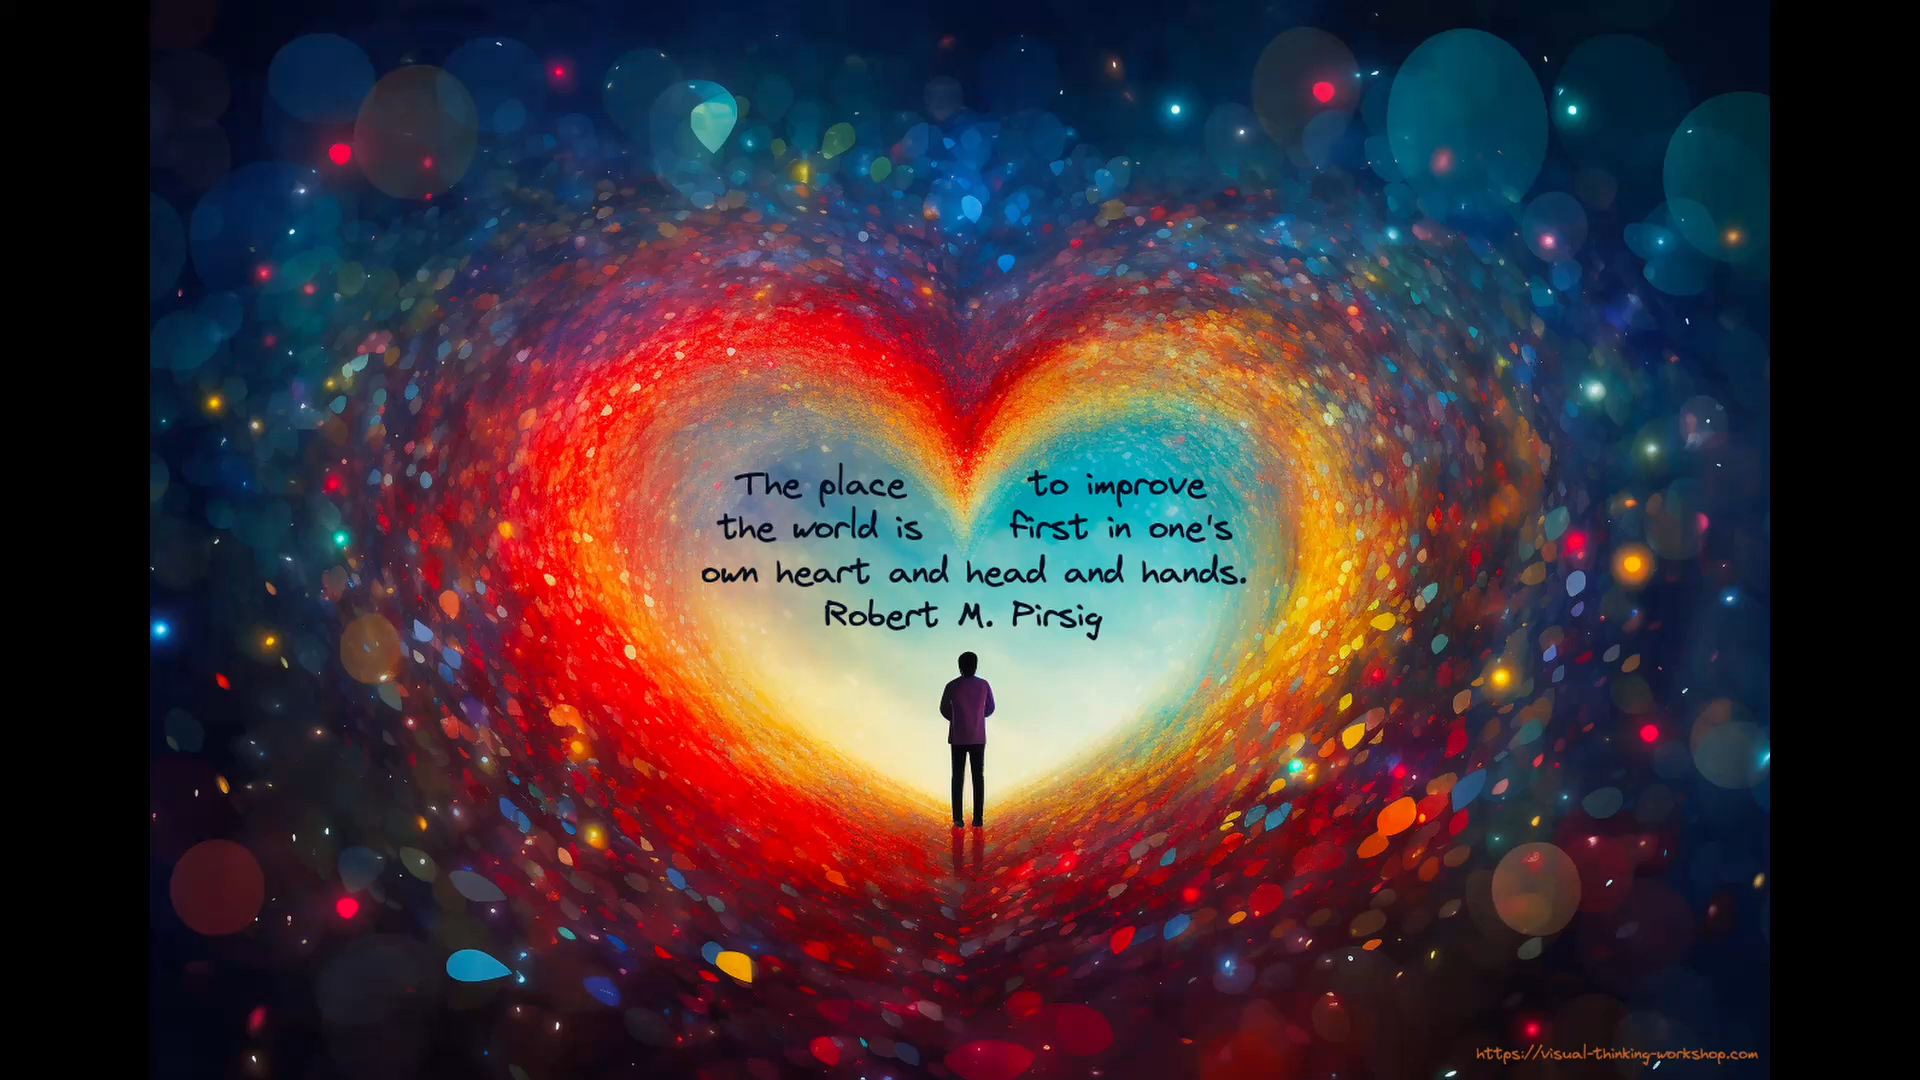 The place to improve
the world is first in one's
own heart and head and hands.
Robert M. Pirsig
https://visual-thinking-workshop.com